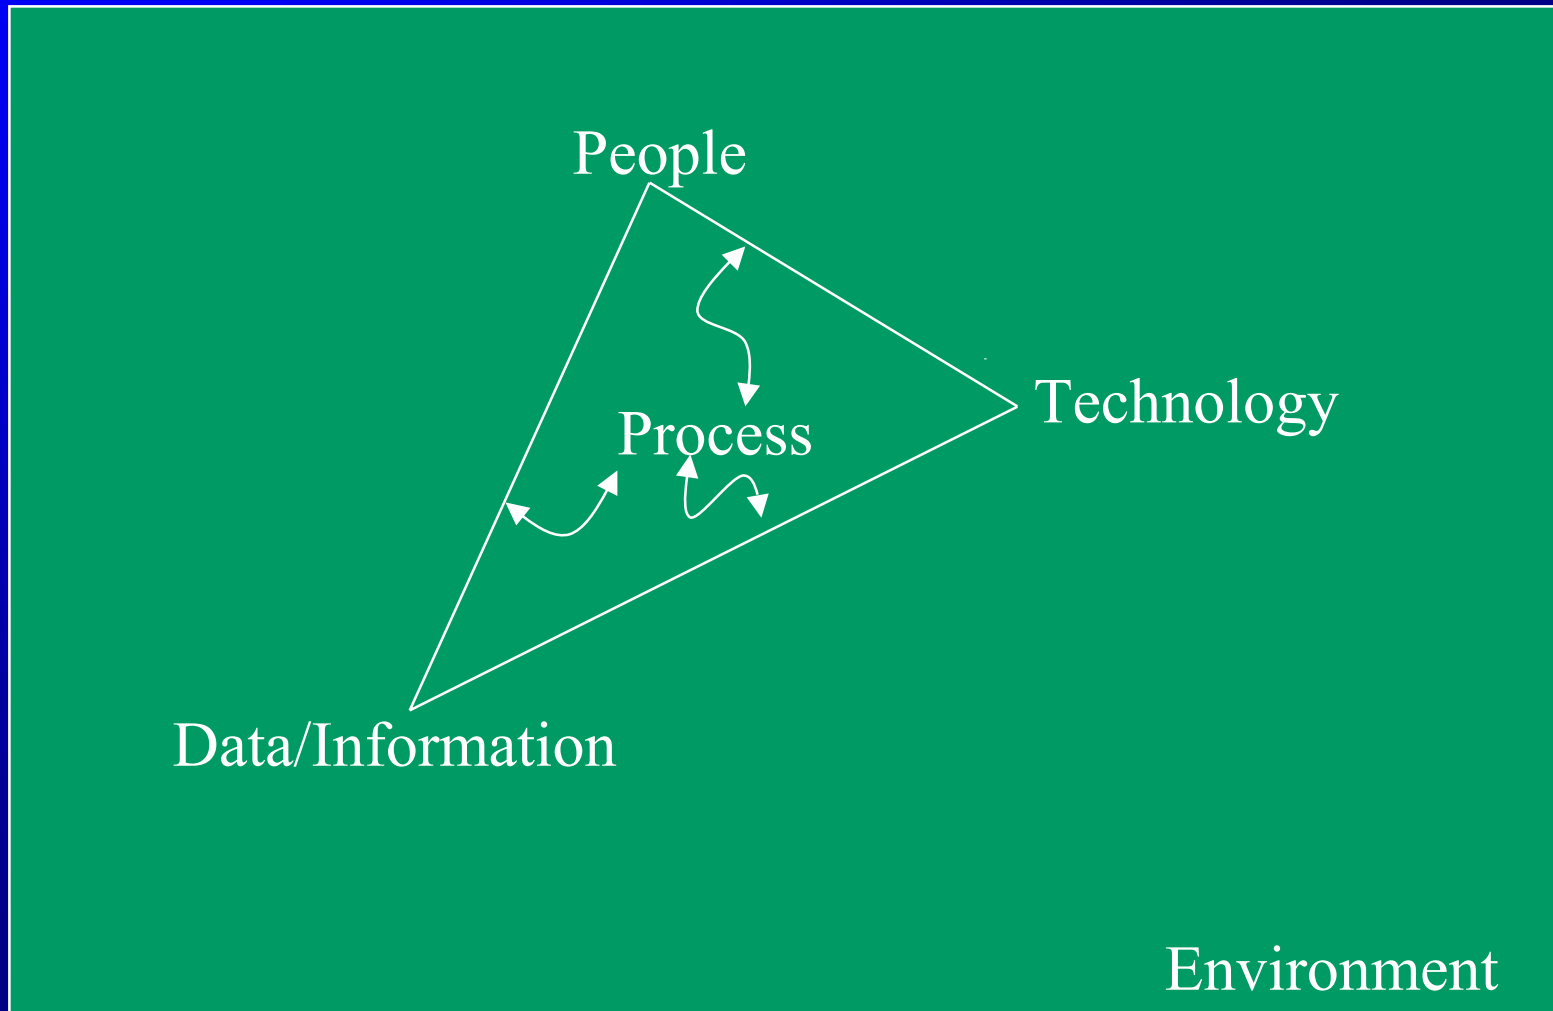 People
Technology
Process
Data/Information
Environment